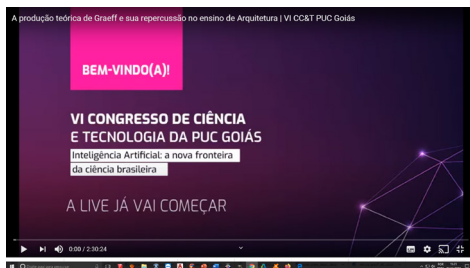 A produção teórica de Graeff e sua repercussão no ensino de Arquitetura | VI CC&T PUC Goiás
BEM-VINDO(A)!
VI CONGRESSO DE CIÊNCIA
E TECNOLOGIA DA PUC GOIÁS
Inteligência Artificial: a nova fronteira
da ciência brasileira
A LIVE JÁ VAI COMEÇAR
0:00 / 2:30:24